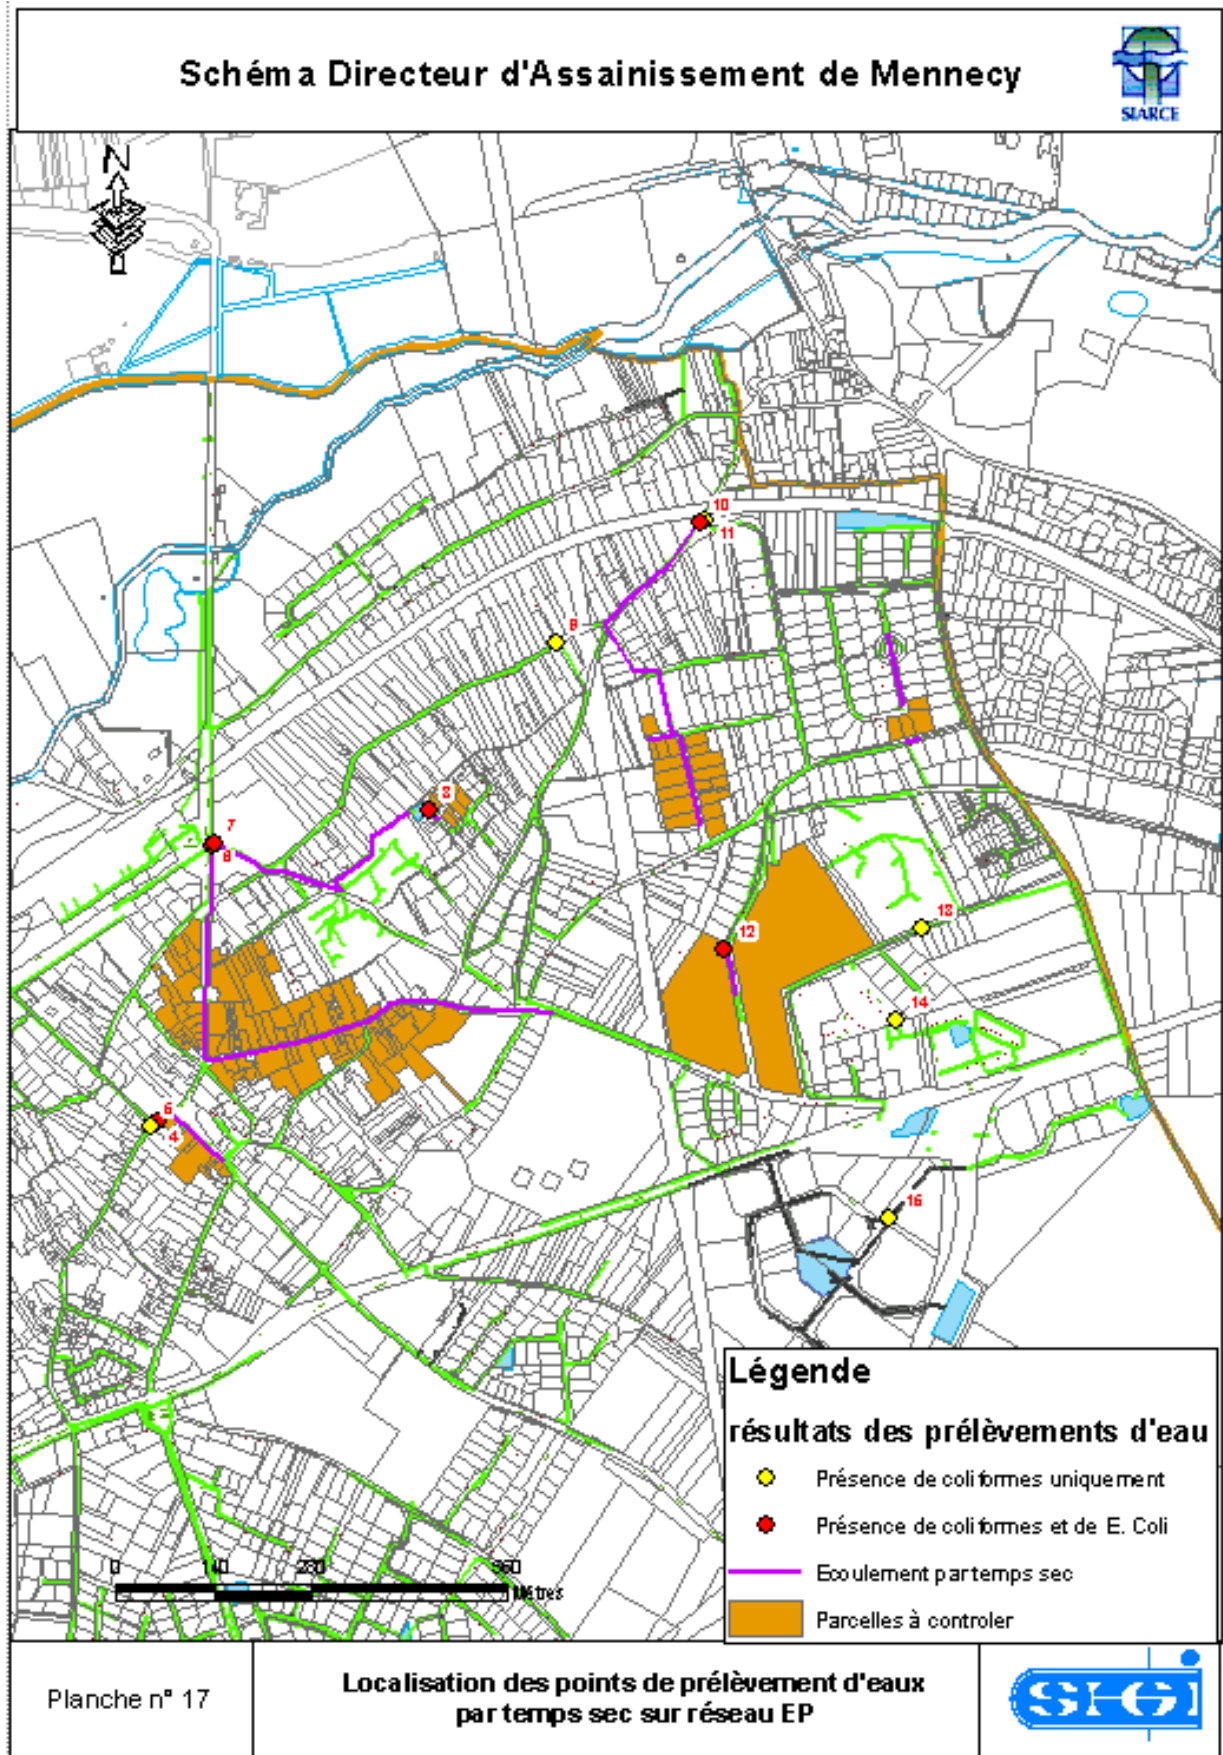 Schéma Directeur d'Assainissement de Mennecy
SIARCE
N
10
11
9
3
7
8
12
13
14
6
4
16
Légende
résultats des prélèvements d'eau
Présence de coliformes uniquement
Présence de coliformes et de E. Coli
Ecoulement par temps sec
Parcelles à controler
0 140 280 560
Mètres
Planche n° 17
Localisation des points de prélèvement d'eaux
par temps sec sur réseau EP
SIGI